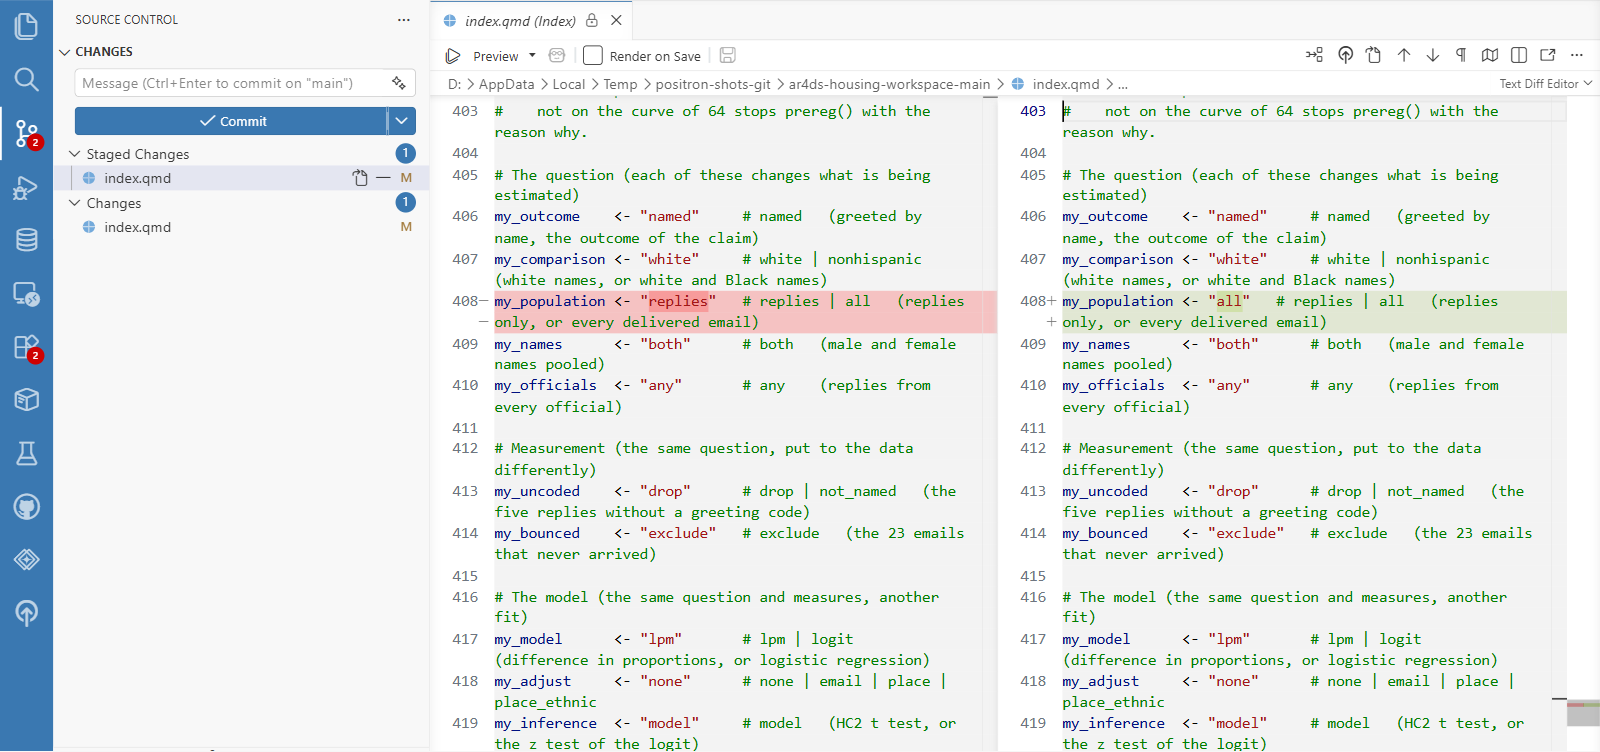 SOURCE CONTROL
CHANGES
Message (Ctrl+Enter to commit on "main")
Commit
Staged Changes
1
index.qmd
M
Changes
1
index.qmd
M
2
2
index.qmd (Index)
Preview
Render on Save
D: > AppData > Local > Temp > positron-shots-git > ar4ds-housing-workspace-main > index.qmd > ...
Text Diff Editor
403 # not on the curve of 64 stops prereg() with the
reason why.
404
405 # The question (each of these changes what is being
estimated)
406 my_outcome <- "named" # named (greeted by
name, the outcome of the claim)
407 my_comparison <- "white" # white | nonhispanic
(white names, or white and Black names)
408− my_population <- "replies" # replies | all (replies
− only, or every delivered email)
409 my_names <- "both" # both (male and female
names pooled)
410 my_officials <- "any" # any (replies from
every official)
411
412 # Measurement (the same question, put to the data
differently)
413 my_uncoded <- "drop" # drop | not_named (the
five replies without a greeting code)
414 my_bounced <- "exclude" # exclude (the 23 emails
that never arrived)
415
416 # The model (the same question and measures, another
fit)
417 my_model <- "lpm" # lpm | logit
(difference in proportions, or logistic regression)
418 my_adjust <- "none" # none | email | place |
place_ethnic
419 my_inference <- "model" # model (HC2 t test, or
the z test of the logit)
403 # not on the curve of 64 stops prereg() with the
reason why.
404
405 # The question (each of these changes what is being
estimated)
406 my_outcome <- "named" # named (greeted by
name, the outcome of the claim)
407 my_comparison <- "white" # white | nonhispanic
(white names, or white and Black names)
408+ my_population <- "all" # replies | all (replies
+ only, or every delivered email)
409 my_names <- "both" # both (male and female
names pooled)
410 my_officials <- "any" # any (replies from
every official)
411
412 # Measurement (the same question, put to the data
differently)
413 my_uncoded <- "drop" # drop | not_named (the
five replies without a greeting code)
414 my_bounced <- "exclude" # exclude (the 23 emails
that never arrived)
415
416 # The model (the same question and measures, another
fit)
417 my_model <- "lpm" # lpm | logit
(difference in proportions, or logistic regression)
418 my_adjust <- "none" # none | email | place |
place_ethnic
419 my_inference <- "model" # model (HC2 t test, or
the z test of the logit)